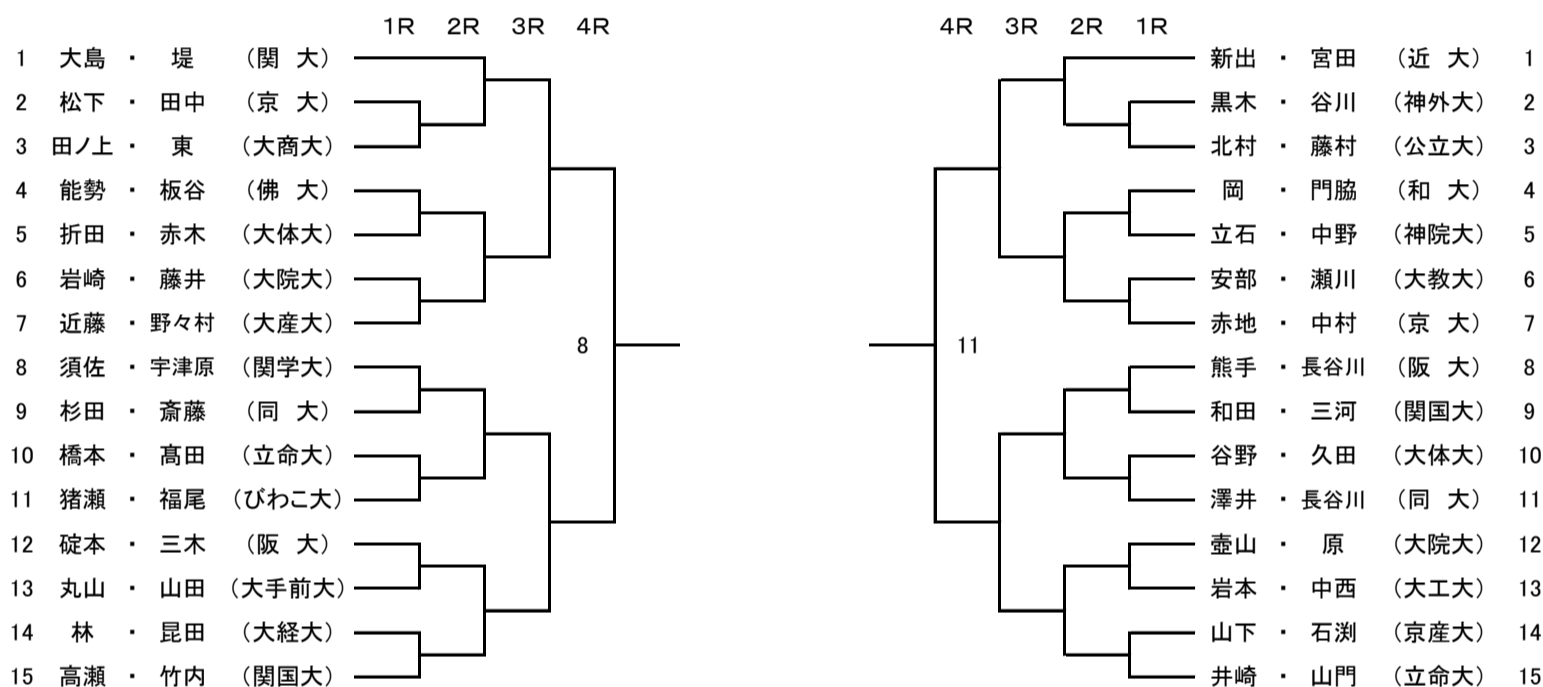 1R 2R 3R 4R
1 大島 ・ 堤 （関 大）
2 松下 ・ 田中 （京 大）
3 田ノ上 ・ 東 （大商大）
4 能勢 ・ 板谷 （佛 大）
5 折田 ・ 赤木 （大体大）
6 岩崎 ・ 藤井 （大院大）
7 近藤 ・ 野々村 （大産大）
8
8 須佐 ・ 宇津原 （関学大）
9 杉田 ・ 斎藤 （同 大）
10 橋本 ・ 髙田 （立命大）
11 猪瀬 ・ 福尾 （びわこ大）
12 碇本 ・ 三木 （阪 大）
13 丸山 ・ 山田 （大手前大）
14 林 ・ 昆田 （大経大）
15 高瀬 ・ 竹内 （関国大）
4R 3R 2R 1R
新出 ・ 宮田 （近 大） 1
黒木 ・ 谷川 （神外大） 2
北村 ・ 藤村 （公立大） 3
岡 ・ 門脇 （和 大） 4
立石 ・ 中野 （神院大） 5
安部 ・ 瀬川 （大教大） 6
赤地 ・ 中村 （京 大） 7
11
熊手 ・ 長谷川 （阪 大） 8
和田 ・ 三河 （関国大） 9
谷野 ・ 久田 （大体大） 10
澤井 ・ 長谷川 （同 大） 11
壺山 ・ 原 （大院大） 12
岩本 ・ 中西 （大工大） 13
山下 ・ 石渕 （京産大） 14
井崎 ・ 山門 （立命大） 15